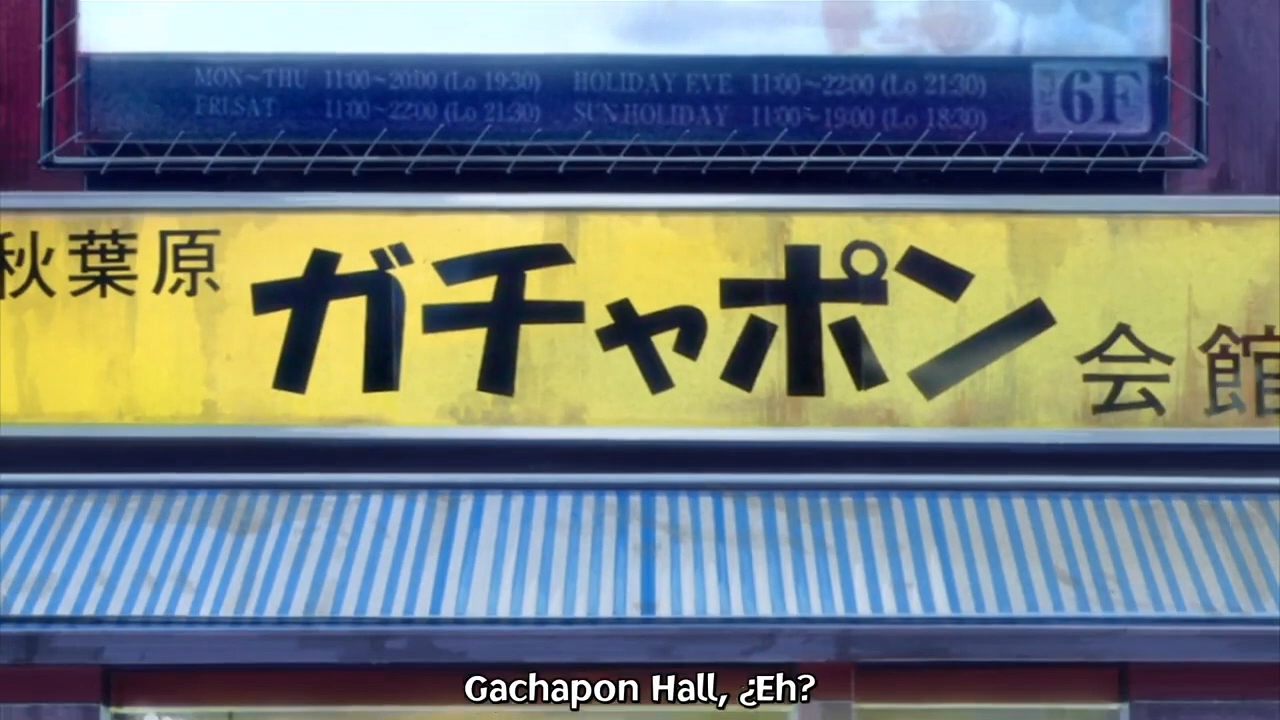 MON~THU 11:00~20:00 (Lo 19:30) HOLIDAY EVE 11:00~22:00 (Lo 21:30)
FRI.SAT 11:00~22:00 (Lo 21:30) SUN.HOLIDAY 11:00~19:00 (Lo 18:30)
6F
秋葉原 ガチャポン 会館
Gachapon Hall, ¿Eh?